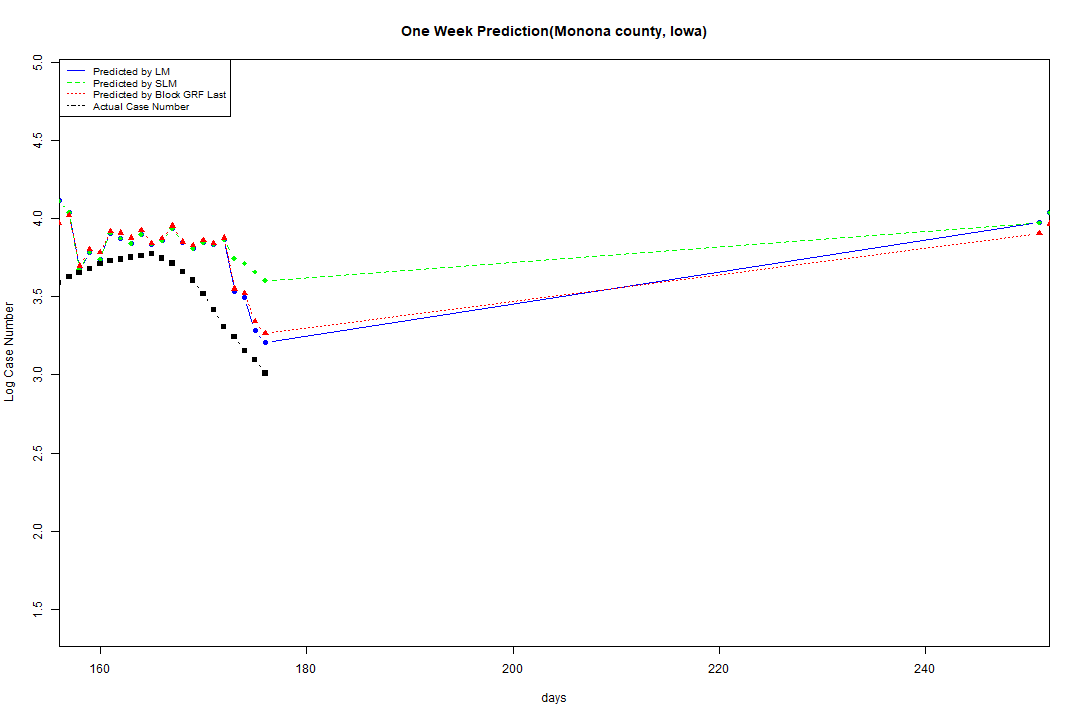 One Week Prediction(Monona county, Iowa)
Predicted by LM
Predicted by SLM
Predicted by Block GRF Last
Actual Case Number
Log Case Number
5.0
4.5
4.0
3.5
3.0
2.5
2.0
1.5
160 180 200 220 240
days